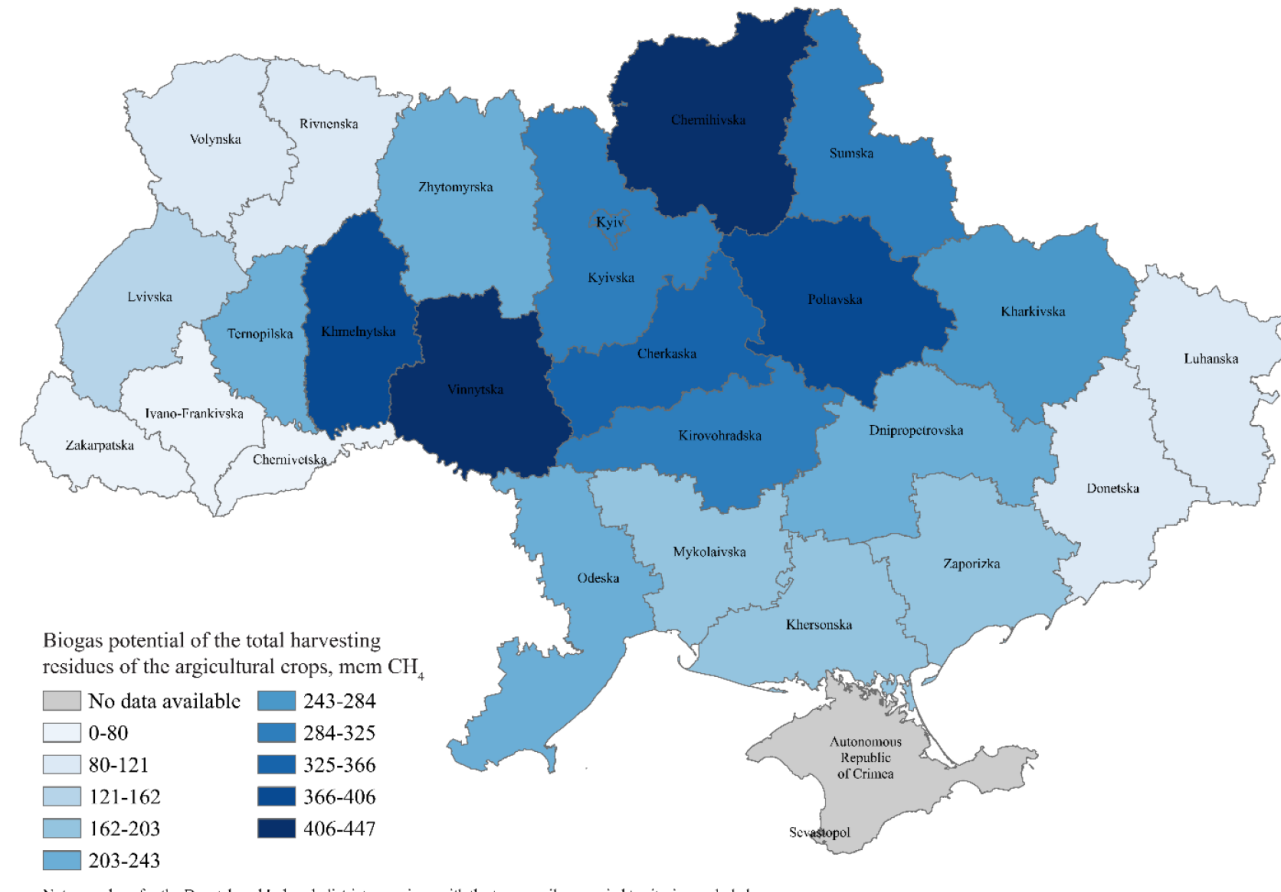 Chernihivska
Volynska
Rivnenska
Sumska
Zhytomyrska
Kyiv
Kyivska
Lvivska
Ternopilska
Khmelnytska
Poltavska
Kharkivska
Cherkaska
Luhanska
Vinnytska
Ivano-Frankivska
Zakarpatska
Chernivetska
Kirovohradska
Dnipropetrovska
Donetska
Mykolaivska
Zaporizka
Odeska
Khersonska
Autonomous
Republic
of Crimea
Sevastopol
Biogas potential of the total harvesting
residues of the argicultural crops, mcm CH4
No data available
0-80
80-121
121-162
162-203
203-243
243-284
284-325
325-366
366-406
406-447